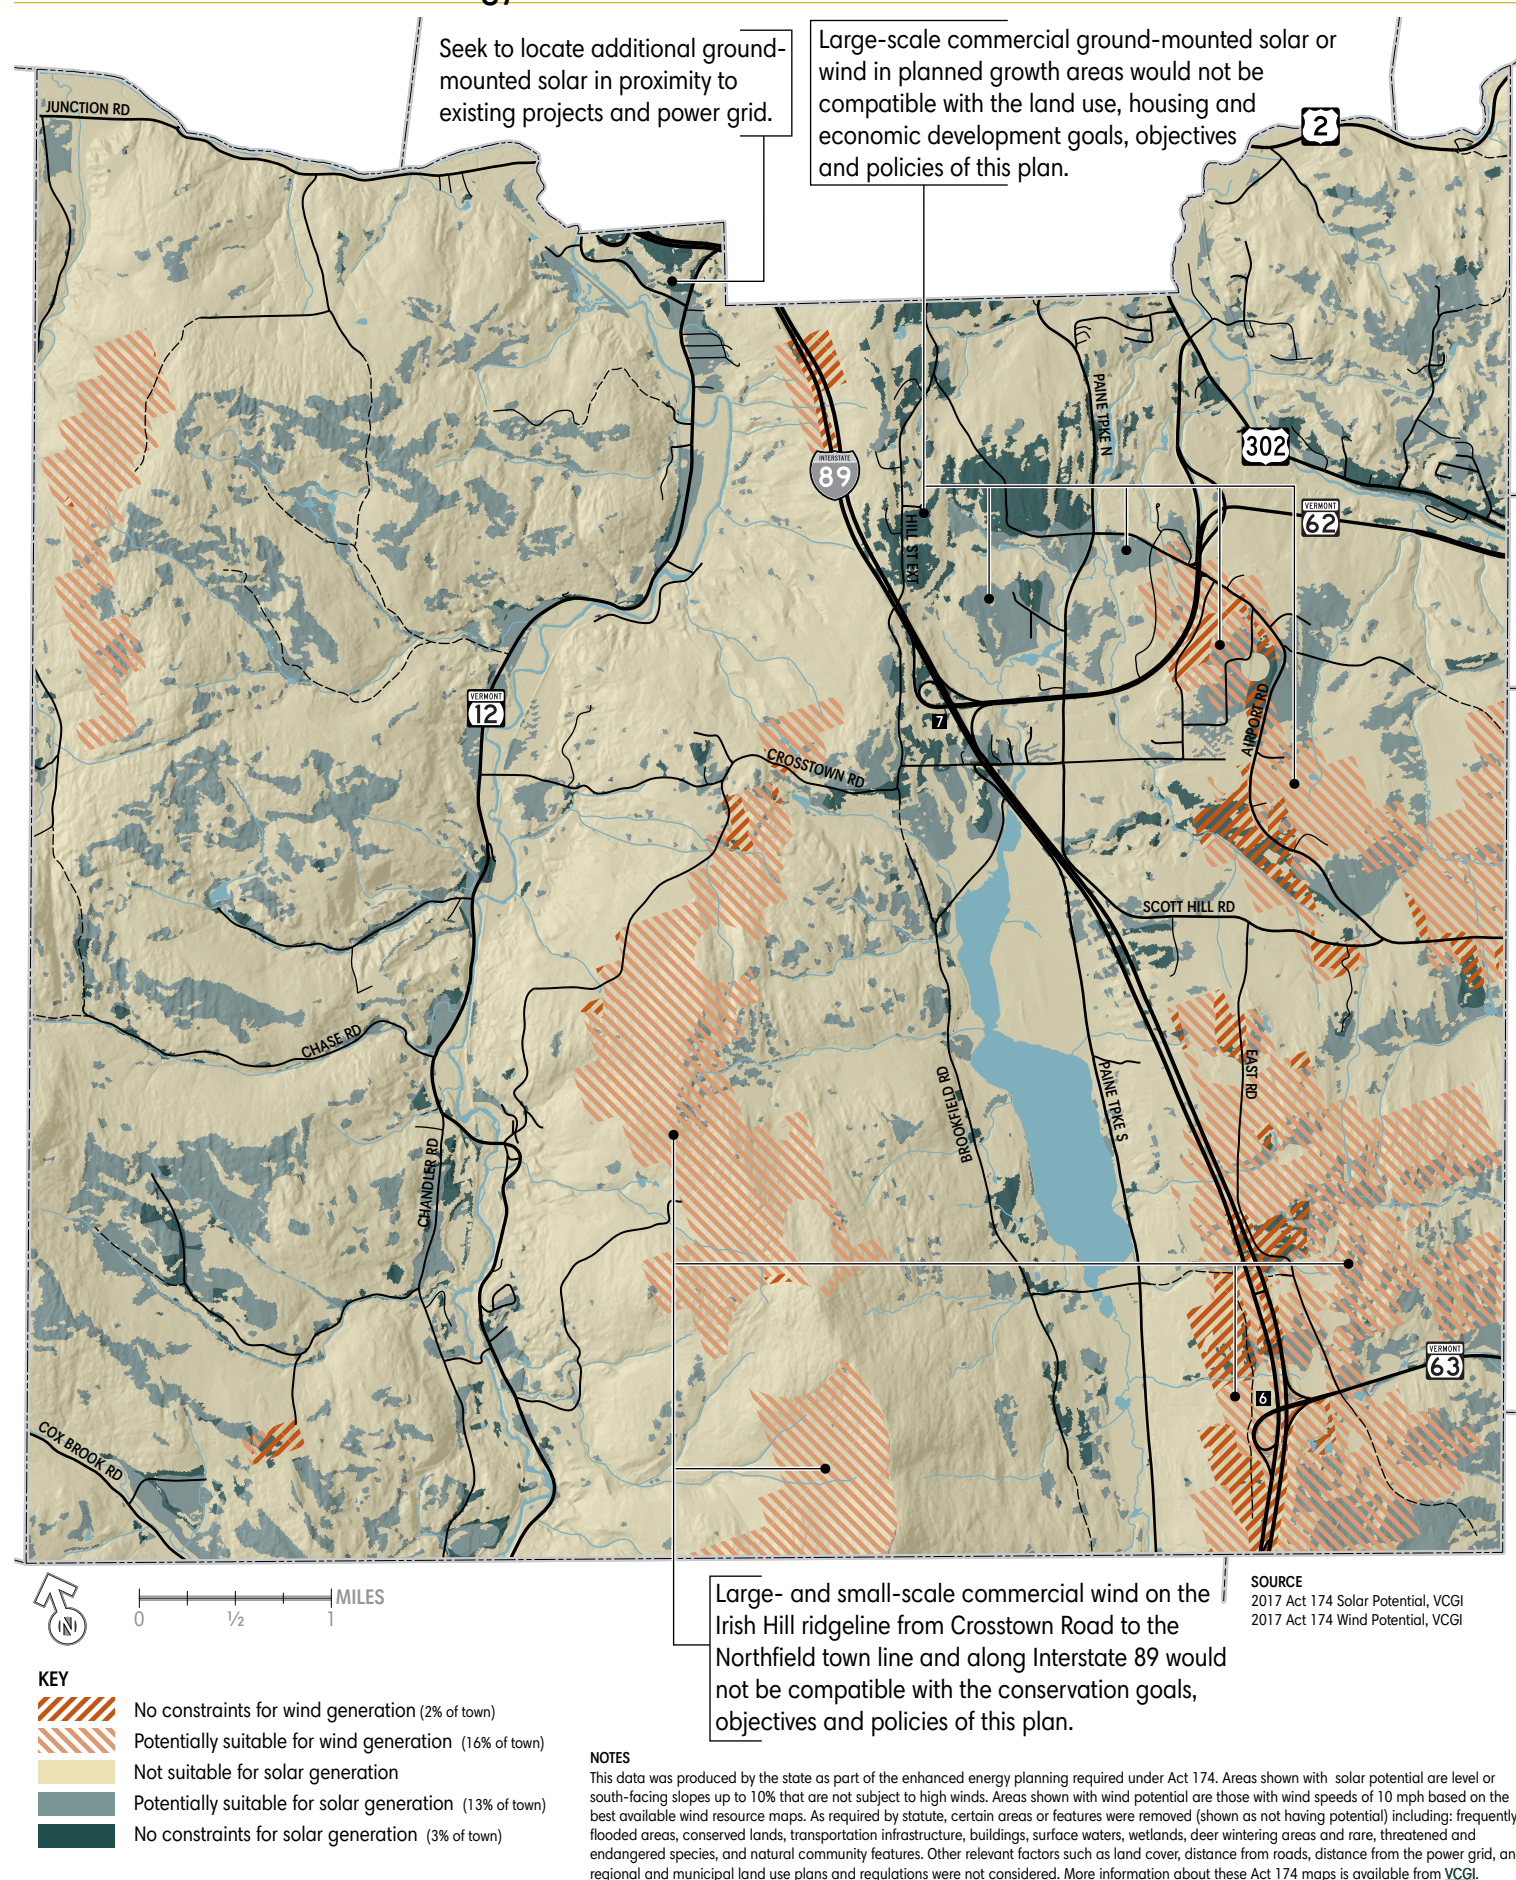 Seek to locate additional ground-
mounted solar in proximity to
existing projects and power grid.
Large-scale commercial ground-mounted solar or
wind in planned growth areas would not be
compatible with the land use, housing and
economic development goals, objectives
and policies of this plan.
JUNCTION RD
2
PAINE TPKE N
302
INTERSTATE
89
VERMONT
62
HILL ST EXT
VERMONT
12
7
AIRPORT RD
CROSSTOWN RD
SCOTT HILL RD
CHASE RD
EAST RD
BROOKFIELD RD
PAINE TPKE S
CHANDLER RD
VERMONT
63
6
COX BROOK RD
N
MILES
0
½
1
Large- and small-scale commercial wind on the
Irish Hill ridgeline from Crosstown Road to the
Northfield town line and along Interstate 89 would
not be compatible with the conservation goals,
objectives and policies of this plan.
SOURCE
2017 Act 174 Solar Potential, VCGI
2017 Act 174 Wind Potential, VCGI
KEY
No constraints for wind generation (2% of town)
Potentially suitable for wind generation (16% of town)
Not suitable for solar generation
Potentially suitable for solar generation (13% of town)
No constraints for solar generation (3% of town)
NOTES
This data was produced by the state as part of the enhanced energy planning required under Act 174. Areas shown with solar potential are level or
south-facing slopes up to 10% that are not subject to high winds. Areas shown with wind potential are those with wind speeds of 10 mph based on the
best available wind resource maps. As required by statute, certain areas or features were removed (shown as not having potential) including: frequently
flooded areas, conserved lands, transportation infrastructure, buildings, surface waters, wetlands, deer wintering areas and rare, threatened and
endangered species, and natural community features. Other relevant factors such as land cover, distance from roads, distance from the power grid, an
regional and municipal land use plans and regulations were not considered. More information about these Act 174 maps is available from VCGI.